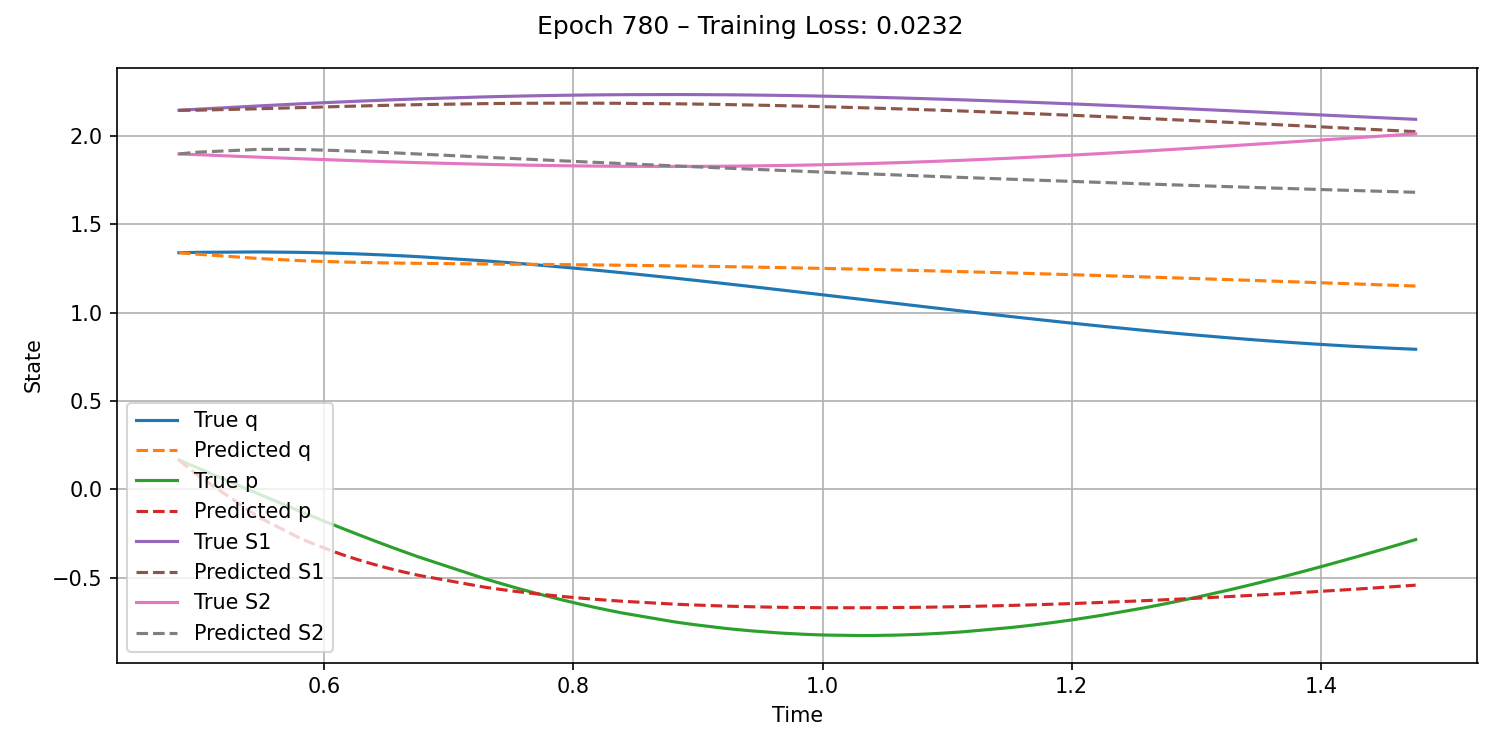 Epoch 780 – Training Loss: 0.0232
2.0
1.5
1.0
0.5
0.0
−0.5
State
True q
Predicted q
True p
Predicted p
True S1
Predicted S1
True S2
Predicted S2
0.6 0.8 1.0 1.2 1.4
Time